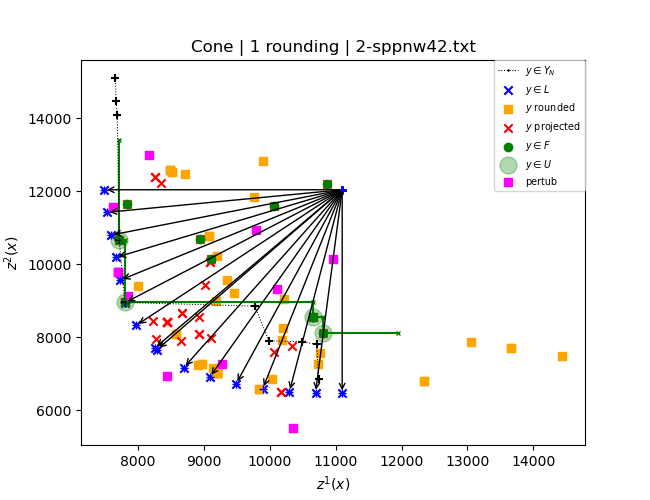 Cone | 1 rounding | 2-sppnw42.txt
z²(x)
14000
12000
10000
8000
6000
8000 9000 10000 11000 12000 13000 14000
z¹(x)
y ∈ Y_N
y ∈ L
y rounded
y projected
y ∈ F
y ∈ U
pertub